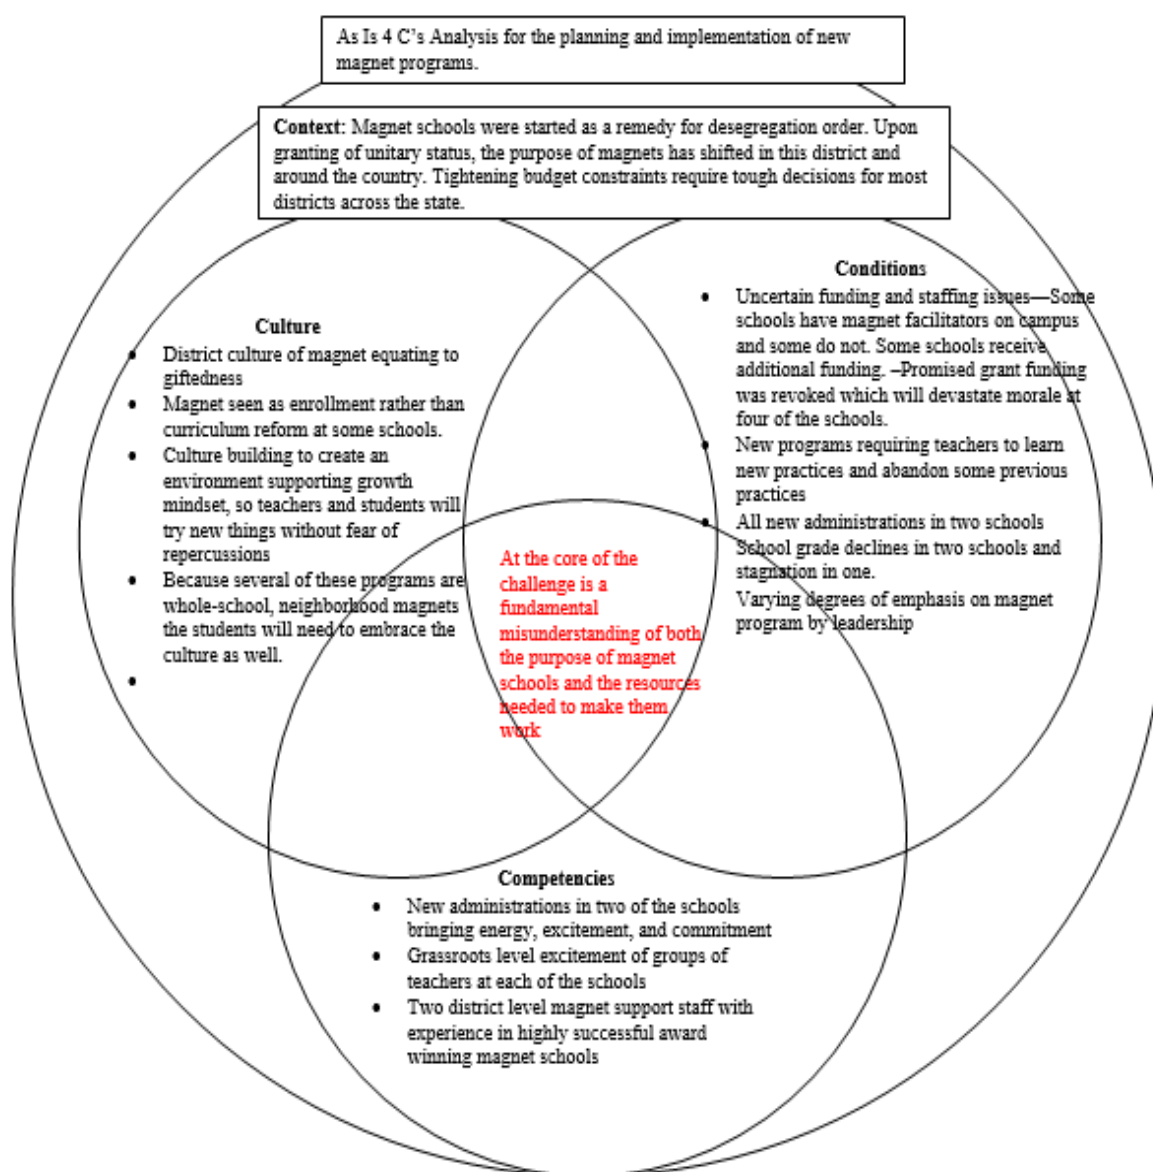 As Is 4 C's Analysis for the planning and implementation of new
magnet programs.
Context: Magnet schools were started as a remedy for desegregation order. Upon
granting of unitary status, the purpose of magnets has shifted in this district and
around the country. Tightening budget constraints require tough decisions for most
districts across the state.
Culture
• District culture of magnet equating to
giftedness
• Magnet seen as enrollment rather than
curriculum reform at some schools.
• Culture building to create an
environment supporting growth
mindset, so teachers and students will
try new things without fear of
repercussions
• Because several of these programs are
whole-school, neighborhood magnets
the students will need to embrace the
culture as well.
•
Conditions
• Uncertain funding and staffing issues—Some
schools have magnet facilitators on campus
and some do not. Some schools receive
additional funding. –Promised grant funding
was revoked which will devastate morale at
four of the schools.
• New programs requiring teachers to learn
new practices and abandon some previous
practices
• All new administrations in two schools
School grade declines in two schools and
stagnation in one.
Varying degrees of emphasis on magnet
program by leadership
At the core of the
challenge is a
fundamental
misunderstanding of both
the purpose of magnet
schools and the resources
needed to make them
work
Competencies
• New administrations in two of the schools
bringing energy, excitement, and commitment
• Grassroots level excitement of groups of
teachers at each of the schools
• Two district level magnet support staff with
experience in highly successful award
winning magnet schools